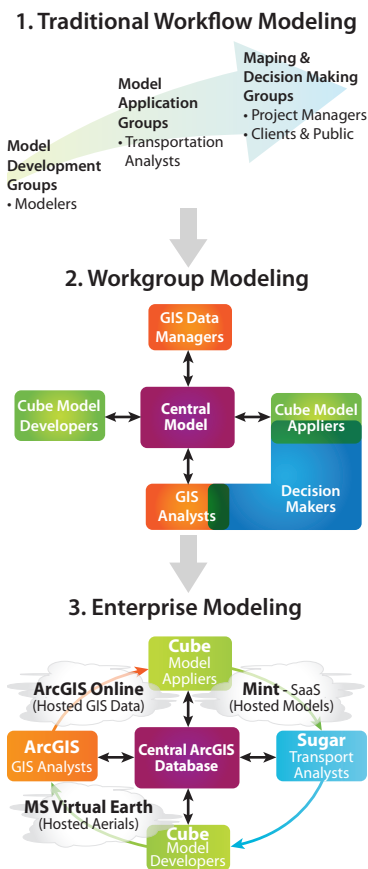 1. Traditional Workflow Modeling
Maping &
Decision Making
Groups
• Project Managers
• Clients & Public
Model
Application
Groups
• Transportation
Analysts
Model
Development
Groups
• Modelers
2. Workgroup Modeling
GIS Data
Managers
Cube Model
Developers
Central
Model
Cube Model
Appliers
GIS
Analysts
Decision
Makers
3. Enterprise Modeling
Cube
Model
Appliers
ArcGIS Online
(Hosted GIS Data)
Mint - SaaS
(Hosted Models)
ArcGIS
GIS Analysts
Central ArcGIS
Database
Sugar
Transport
Analysts
MS Virtual Earth
(Hosted Aerials)
Cube
Model
Developers